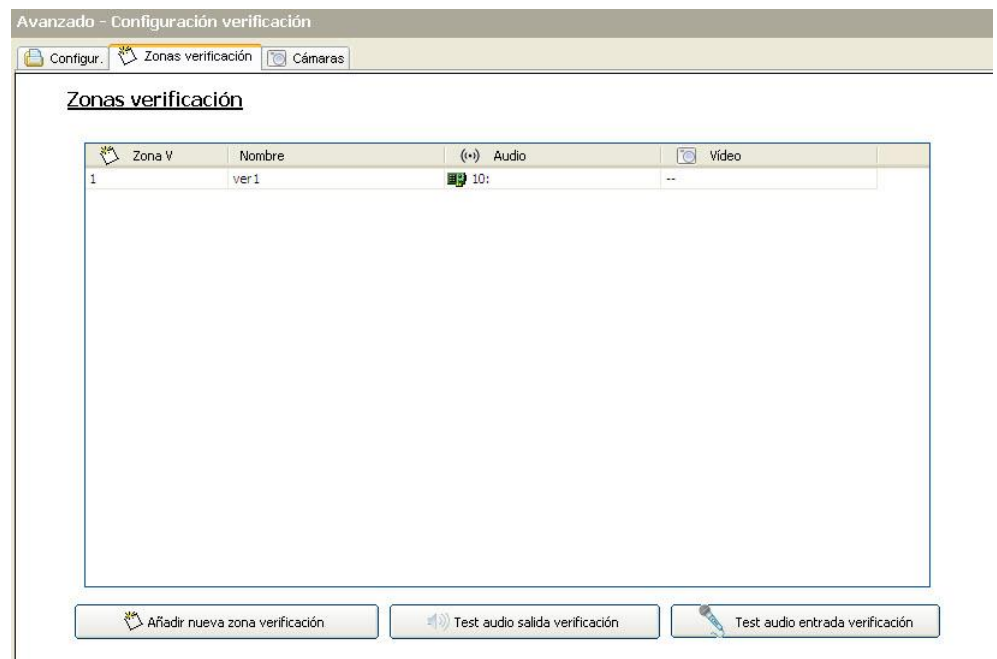 Avanzado - Configuración verificación
Configur. Zonas verificación Cámaras
Zonas verificación
Zona V Nombre Audio Vídeo
1 ver1 10: --
Añadir nueva zona verificación Test audio salida verificación Test audio entrada verificación